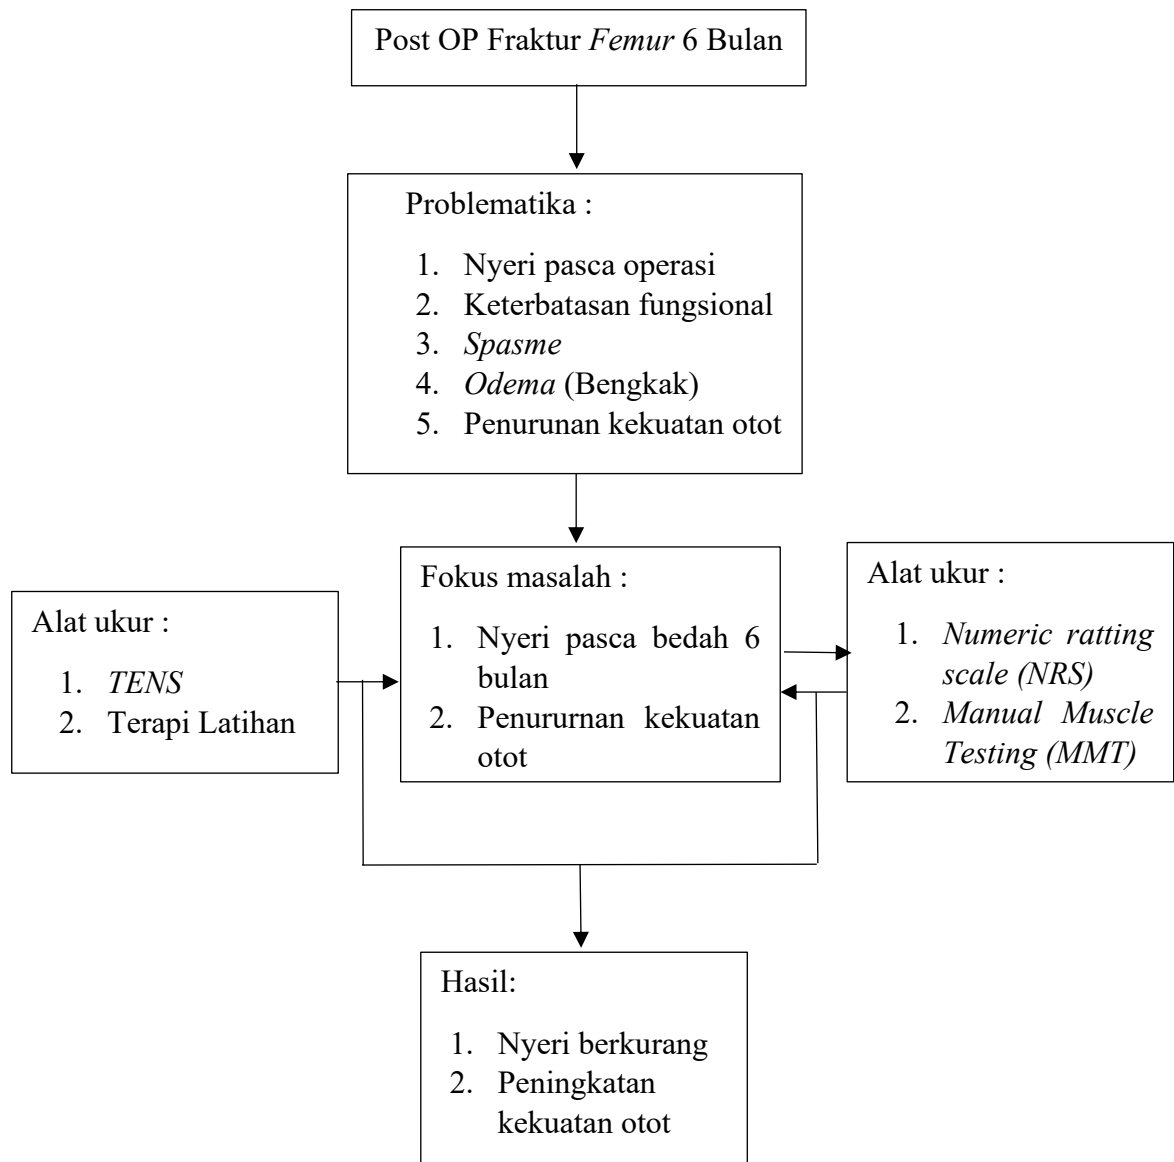 Post OP Fraktur Femur 6 Bulan
Problematika :
1. Nyeri pasca operasi
2. Keterbatasan fungsional
3. Spasme
4. Odema (Bengkak)
5. Penurunan kekuatan otot
Alat ukur :
1. TENS
2. Terapi Latihan
Fokus masalah :
1. Nyeri pasca bedah 6
bulan
2. Penururnan kekuatan
otot
Alat ukur :
1. Numeric ratting
scale (NRS)
2. Manual Muscle
Testing (MMT)
Hasil:
1. Nyeri berkurang
2. Peningkatan
kekuatan otot